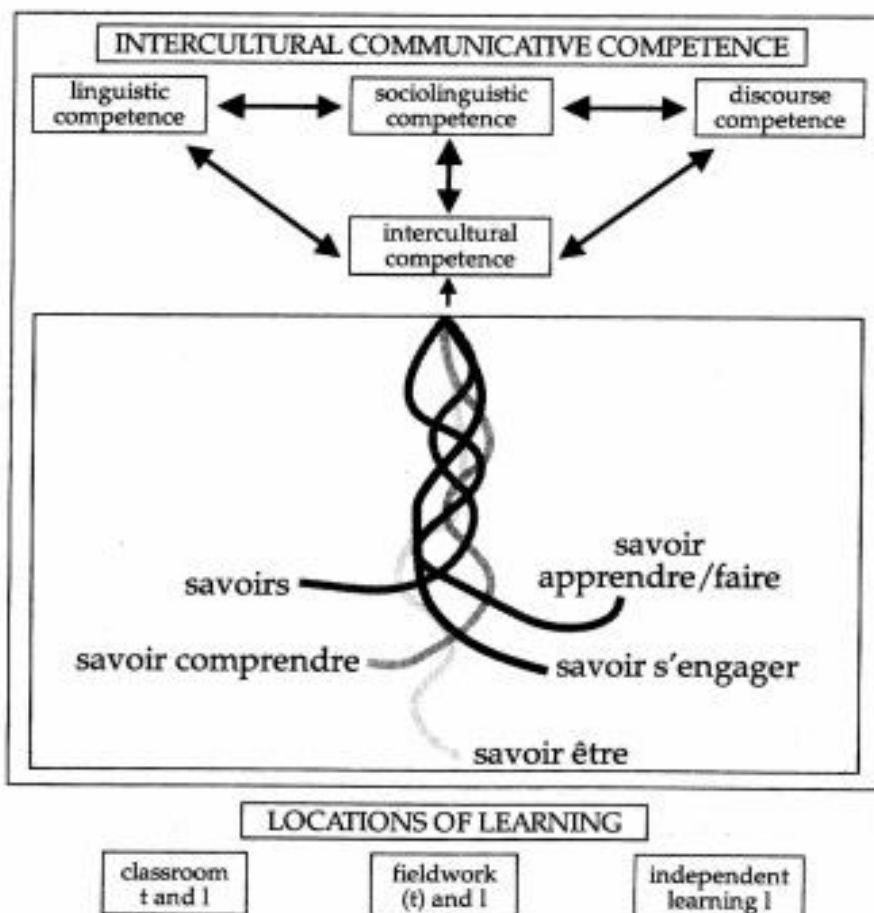 INTERCULTURAL COMMUNICATIVE COMPETENCE
linguistic
competence
sociolinguistic
competence
discourse
competence
intercultural
competence
savoirs
savoir
apprendre/faire
savoir comprendre
savoir s'engager
savoir être
LOCATIONS OF LEARNING
classroom
t and l
fieldwork
(t) and l
independent
learning l